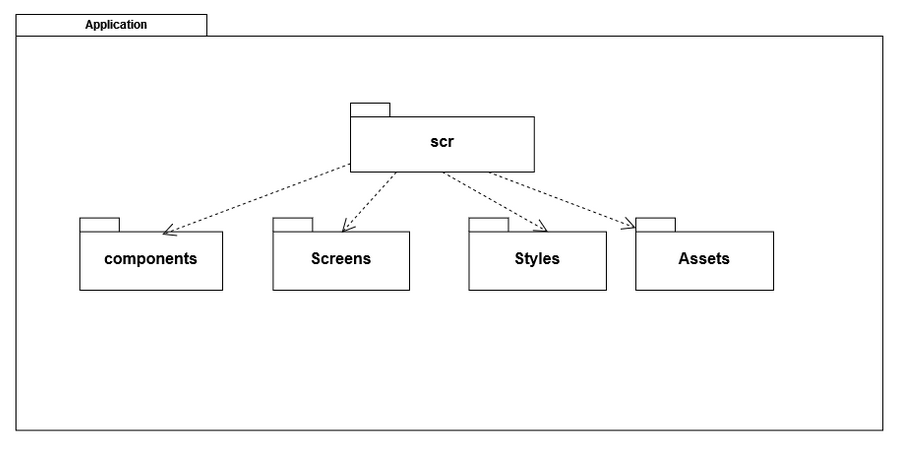 Application
scr
components
Screens
Styles
Assets